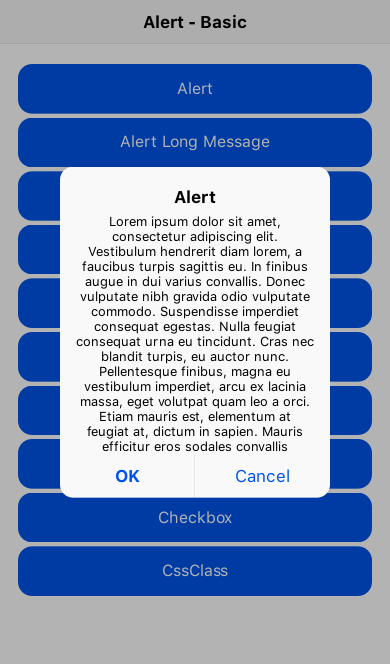 Alert - Basic
Alert
Alert Long Message
Alert
Lorem ipsum dolor sit amet,
consectetur adipiscing elit.
Vestibulum hendrerit diam lorem, a
faucibus turpis sagittis eu. In finibus
augue in dui varius convallis. Donec
vulputate nibh gravida odio vulputate
commodo. Suspendisse imperdiet
consequat egestas. Nulla feugiat
consequat urna eu tincidunt. Cras nec
blandit turpis, eu auctor nunc.
Pellentesque finibus, magna eu
vestibulum imperdiet, arcu ex lacinia
massa, eget volutpat quam leo a orci.
Etiam mauris est, elementum at
feugiat at, dictum in sapien. Mauris
efficitur eros sodales convallis
OK
Cancel
Checkbox
CssClass